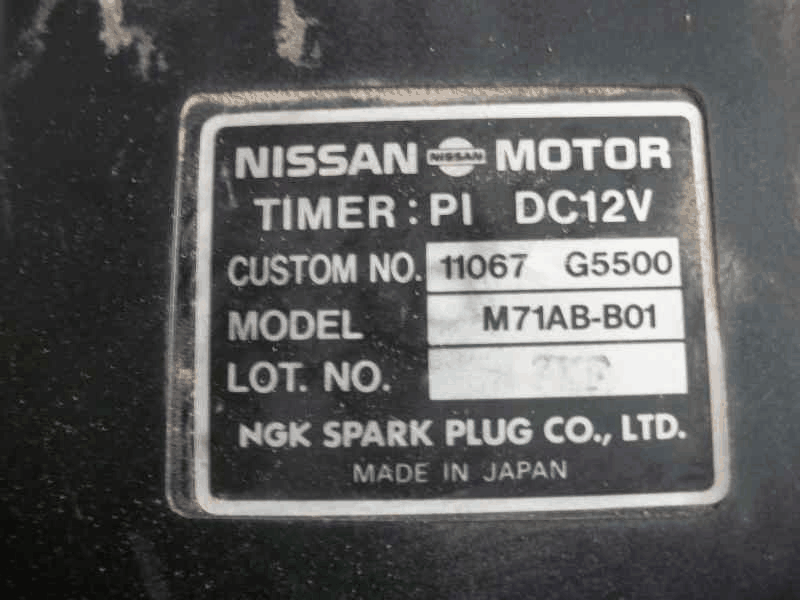 NISSAN NISSAN MOTOR
TIMER : PI DC12V
CUSTOM NO. 11067 G5500
MODEL M71AB-B01
LOT. NO.
NGK SPARK PLUG CO., LTD.
MADE IN JAPAN